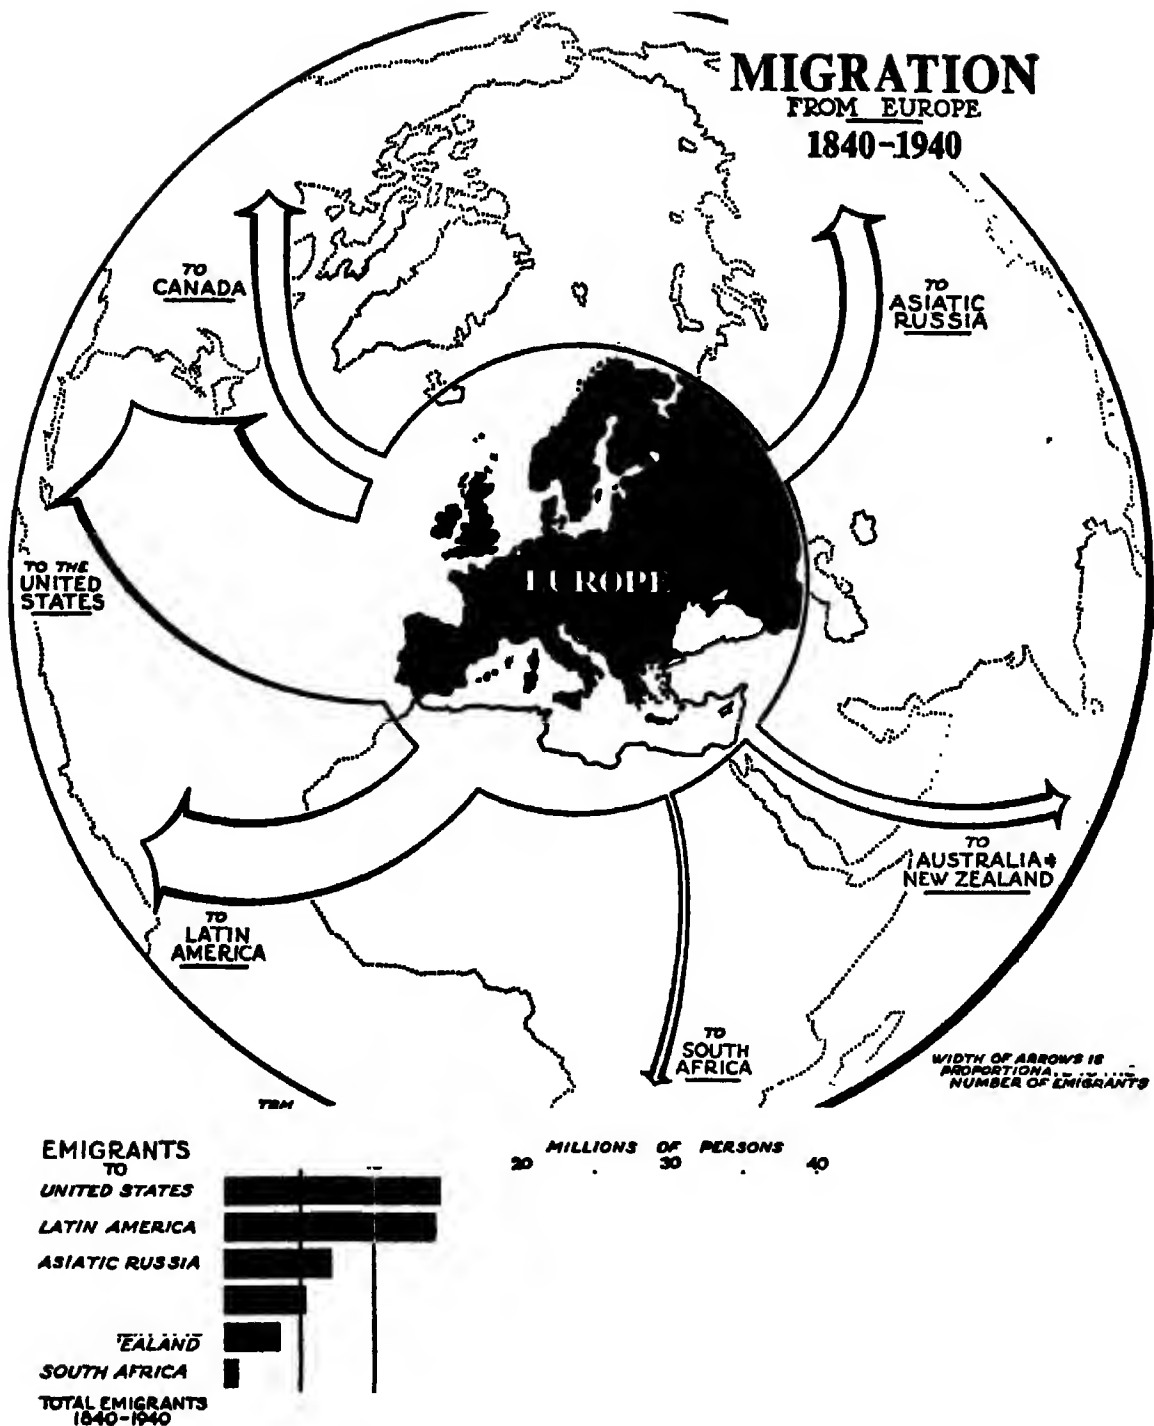 MIGRATION
FROM EUROPE
1840-1940
TO
CANADA
TO
ASIATIC
RUSSIA
EUROPE
TO THE
UNITED
STATES
TO
AUSTRALIA &
NEW ZEALAND
TO
LATIN
AMERICA
TO
SOUTH
AFRICA
WIDTH OF ARROWS IS
NUMBER OF EMIGRANTS
EMIGRANTS
TO
MILLIONS OF PERSONS
20 30 40
UNITED STATES
LATIN AMERICA
ASIATIC RUSSIA
EALAND
SOUTH AFRICA
TOTAL EMIGRANTS
1840-1940